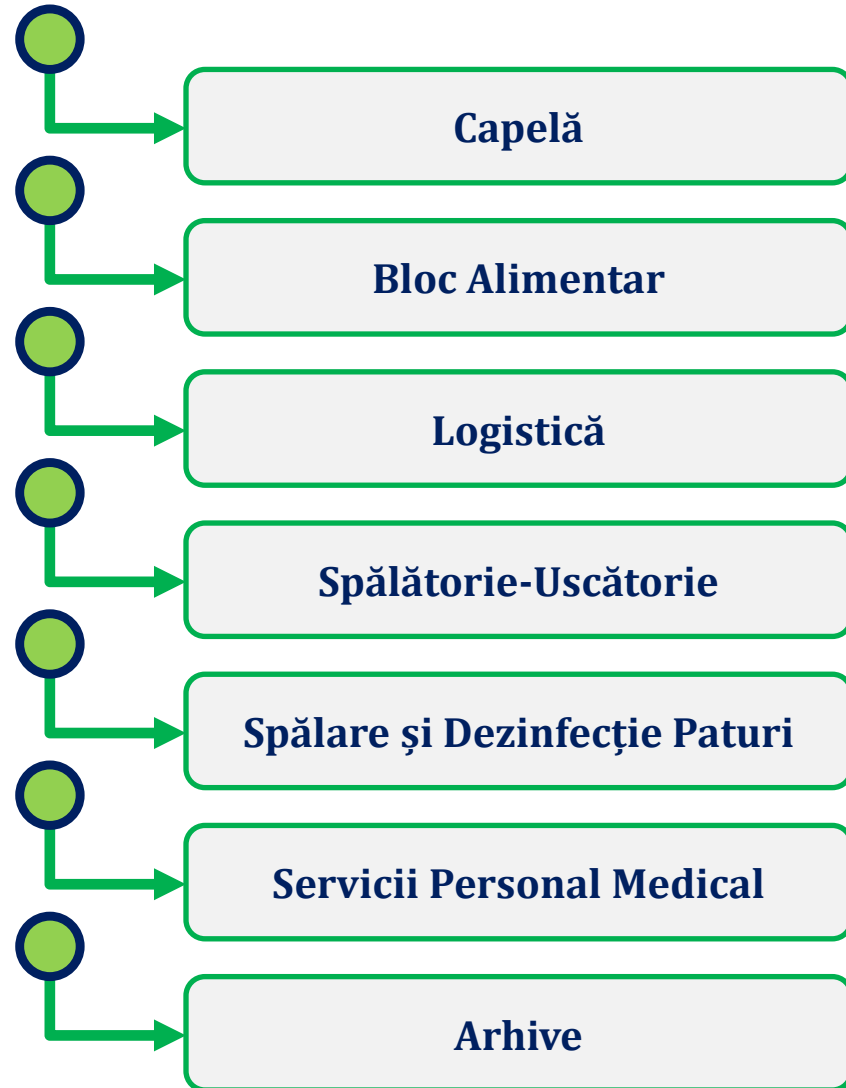 Capelă
Bloc Alimentar
Logistică
Spălătorie-Uscătorie
Spălare și Dezinfecție Paturi
Servicii Personal Medical
Arhive